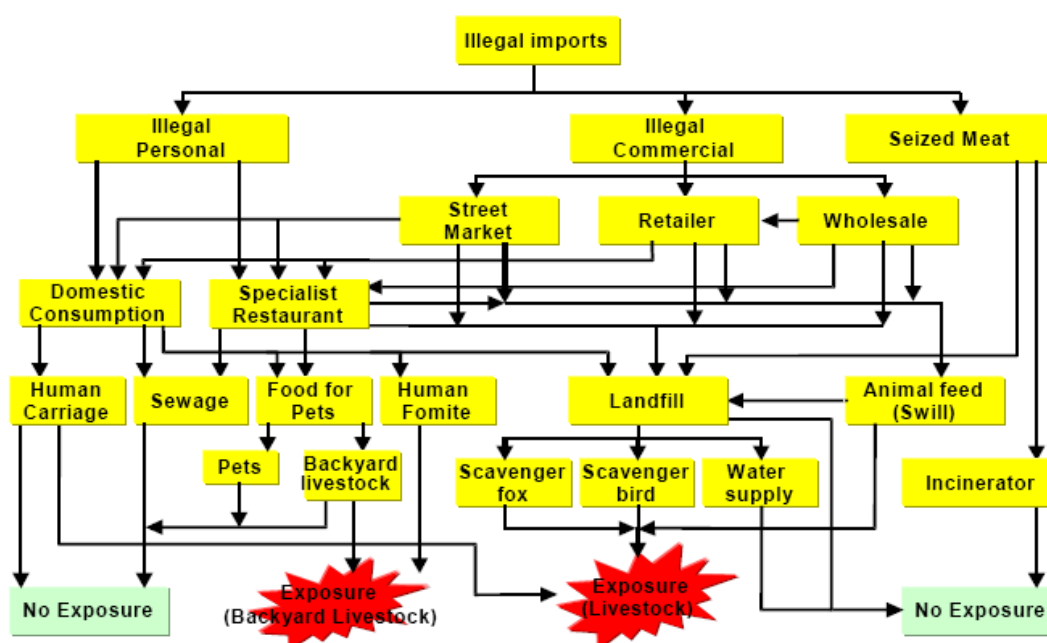 Illegal imports
Illegal
Personal
Illegal
Commercial
Seized Meat
Street
Market
Retailer
Wholesale
Domestic
Consumption
Specialist
Restaurant
Human
Carriage
Sewage
Food for
Pets
Human
Fomite
Landfill
Animal feed
(Swill)
Pets
Backyard
livestock
Scavenger
fox
Scavenger
bird
Water
supply
Incinerator
No Exposure
Exposure
(Backyard Livestock)
Exposure
(Livestock)
No Exposure